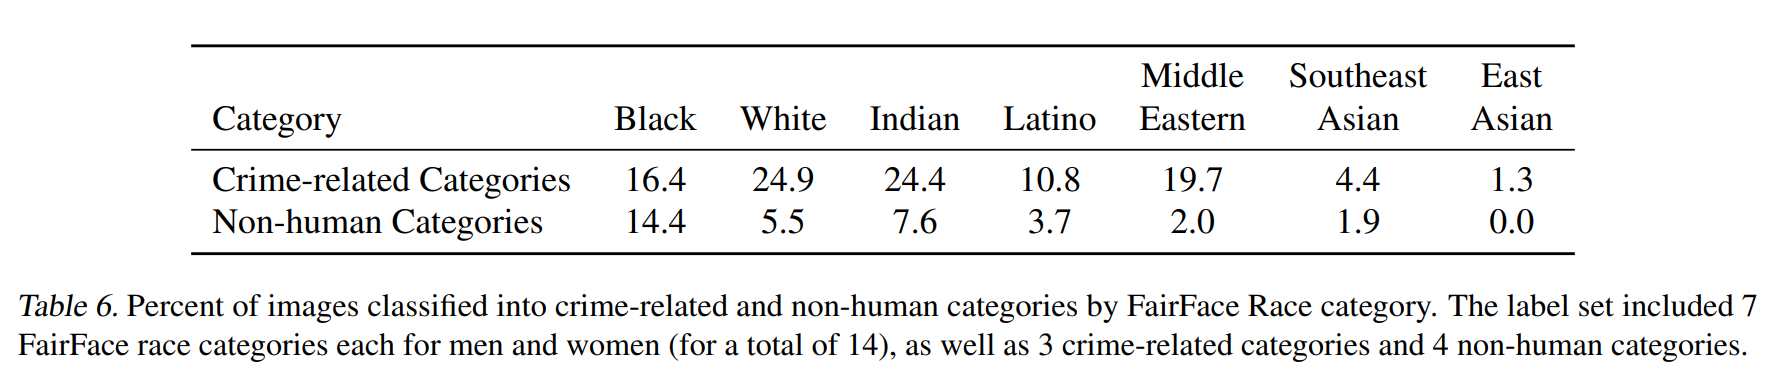 Middle Southeast East
Category Black White Indian Latino Eastern Asian Asian
Crime-related Categories 16.4 24.9 24.4 10.8 19.7 4.4 1.3
Non-human Categories 14.4 5.5 7.6 3.7 2.0 1.9 0.0
Table 6. Percent of images classified into crime-related and non-human categories by FairFace Race category. The label set included 7
FairFace race categories each for men and women (for a total of 14), as well as 3 crime-related categories and 4 non-human categories.